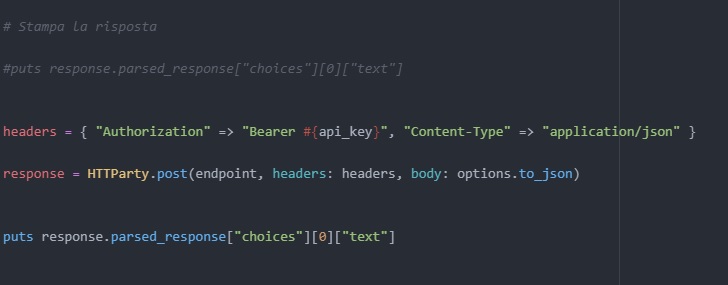 # Stampa la risposta
#puts response.parsed_response["choices"][0]["text"]
headers = { "Authorization" => "Bearer #{api_key}", "Content-Type" => "application/json" }
response = HTTParty.post(endpoint, headers: headers, body: options.to_json)
puts response.parsed_response["choices"][0]["text"]